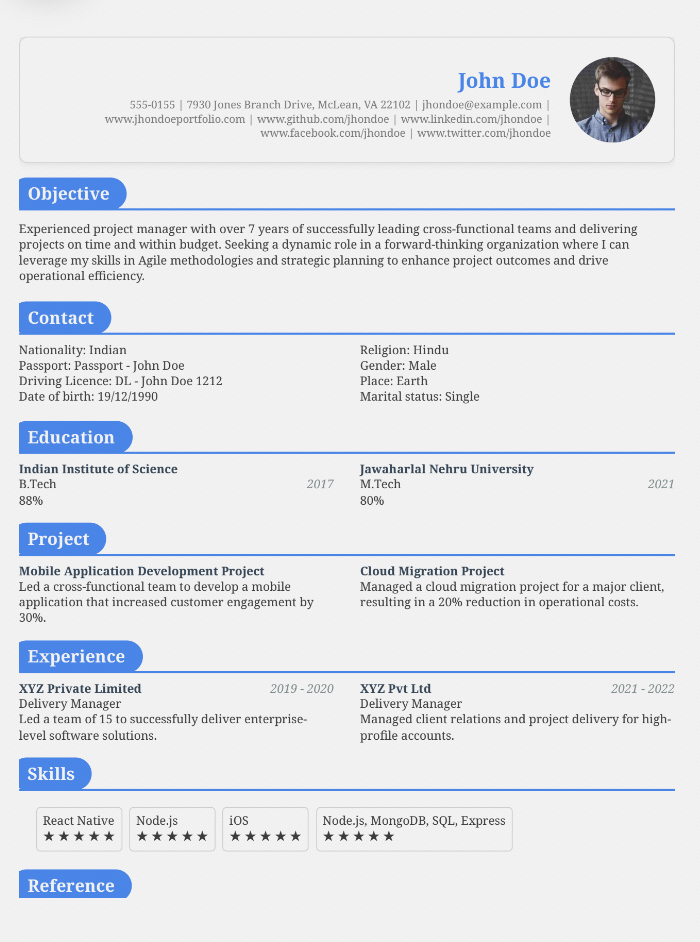 John Doe
555-0155 | 7930 Jones Branch Drive, McLean, VA 22102 | jhondoe@example.com |
www.jhondoeportfolio.com | www.github.com/jhondoe | www.linkedin.com/jhondoe |
www.facebook.com/jhondoe | www.twitter.com/jhondoe
Objective
Experienced project manager with over 7 years of successfully leading cross-functional teams and delivering
projects on time and within budget. Seeking a dynamic role in a forward-thinking organization where I can
leverage my skills in Agile methodologies and strategic planning to enhance project outcomes and drive
operational efficiency.
Contact
Nationality: Indian
Passport: Passport - John Doe
Driving Licence: DL - John Doe 1212
Date of birth: 19/12/1990
Religion: Hindu
Gender: Male
Place: Earth
Marital status: Single
Education
Indian Institute of Science
B.Tech 2017
88%
Jawaharlal Nehru University
M.Tech 2021
80%
Project
Mobile Application Development Project
Led a cross-functional team to develop a mobile
application that increased customer engagement by
30%.
Cloud Migration Project
Managed a cloud migration project for a major client,
resulting in a 20% reduction in operational costs.
Experience
XYZ Private Limited 2019 - 2020
Delivery Manager
Led a team of 15 to successfully deliver enterprise-
level software solutions.
XYZ Pvt Ltd 2021 - 2022
Delivery Manager
Managed client relations and project delivery for high-
profile accounts.
Skills
React Native
★★★★★
Node.js
★★★★★
iOS
★★★★★
Node.js, MongoDB, SQL, Express
★★★★★
Reference